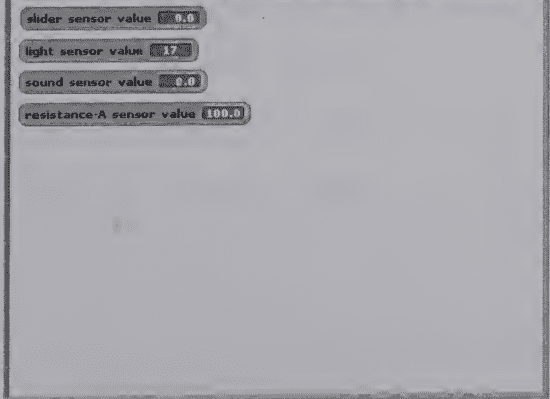 slider sensor value 0.0
light sensor value 17
sound sensor value 0.0
resistance-A sensor value 100.0